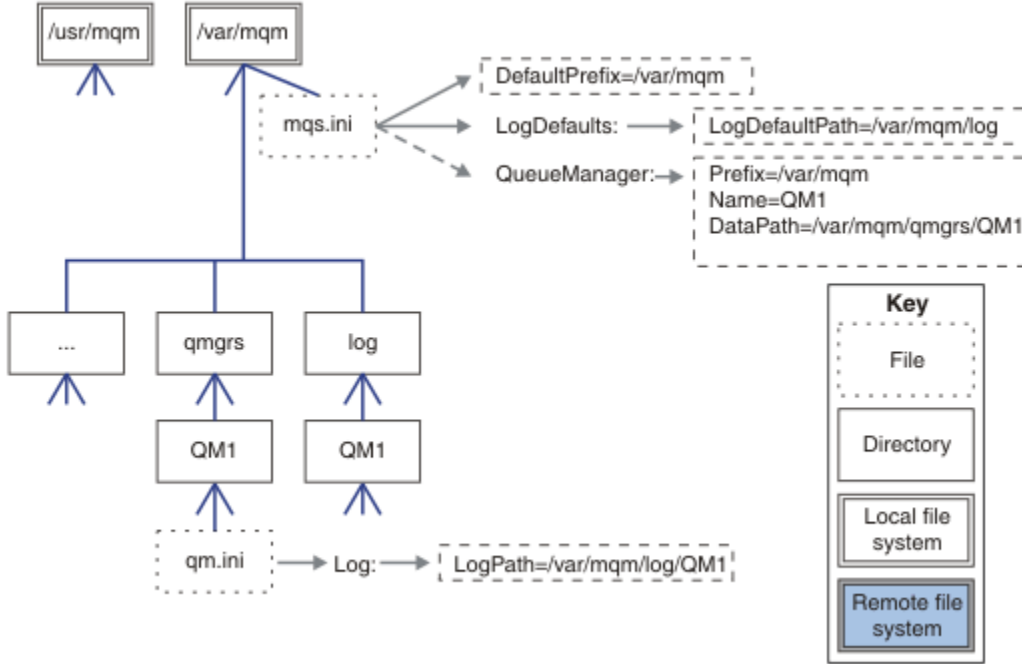 /usr/mqm
/var/mqm
mqs.ini
DefaultPrefix=/var/mqm
LogDefaults:
LogDefaultPath=/var/mqm/log
QueueManager:
Prefix=/var/mqm
Name=QM1
DataPath=/var/mqm/qmgrs/QM1
...
qmgrs
log
QM1
QM1
qm.ini
Log:
LogPath=/var/mqm/log/QM1
Key
File
Directory
Local file
system
Remote file
system